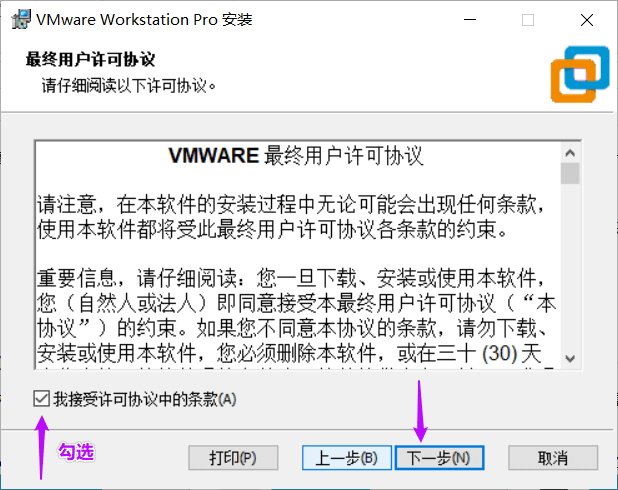 VMware Workstation Pro 安装
最终用户许可协议
请仔细阅读以下许可协议。
VMWARE 最终用户许可协议
请注意，在本软件的安装过程中无论可能会出现任何条款，
使用本软件都将受此最终用户许可协议各条款的约束。
重要信息，请仔细阅读：您一旦下载、安装或使用本软件，
您（自然人或法人）即同意接受本最终用户许可协议（“本
协议”）的约束。如果您不同意本协议的条款，请勿下载、
安装或使用本软件，您必须删除本软件，或在三十 (30) 天
我接受许可协议中的条款(A)
勾选
打印(P)
上一步(B)
下一步(N)
取消